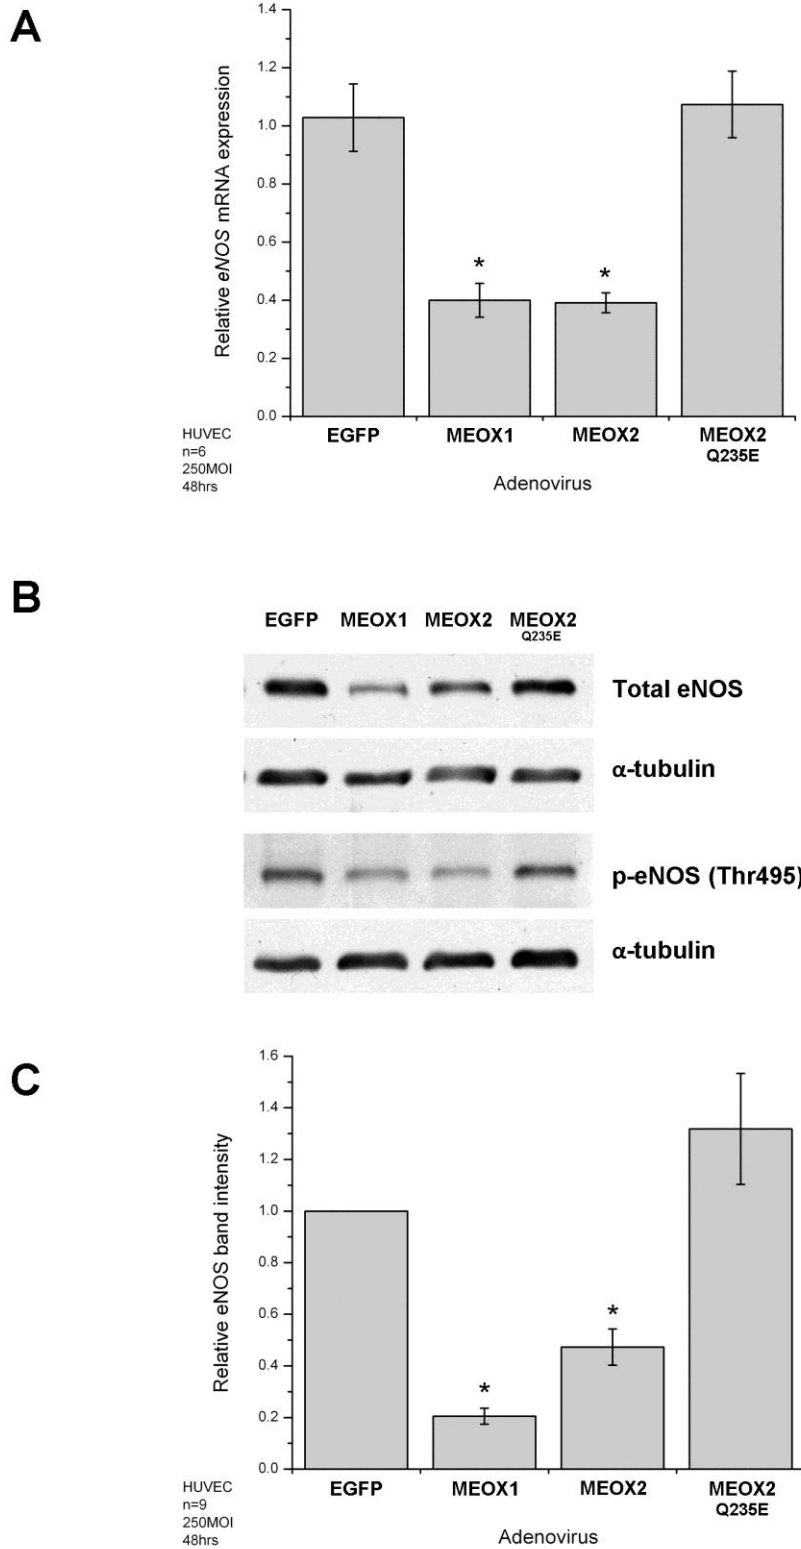 A
Relative eNOS mRNA expression
1.4
1.2
1.0
0.8
0.6
0.4
0.2
0.0
*
*
EGFP MEOX1 MEOX2 MEOX2
Q235E
HUVEC
n=6
250MOI
48hrs
Adenovirus
B
EGFP MEOX1 MEOX2 MEOX2
Q235E
Total eNOS
α-tubulin
p-eNOS (Thr495)
α-tubulin
C
Relative eNOS band intensity
1.6
1.4
1.2
1.0
0.8
0.6
0.4
0.2
0.0
*
*
EGFP MEOX1 MEOX2 MEOX2
Q235E
HUVEC
n=9
250MOI
48hrs
Adenovirus